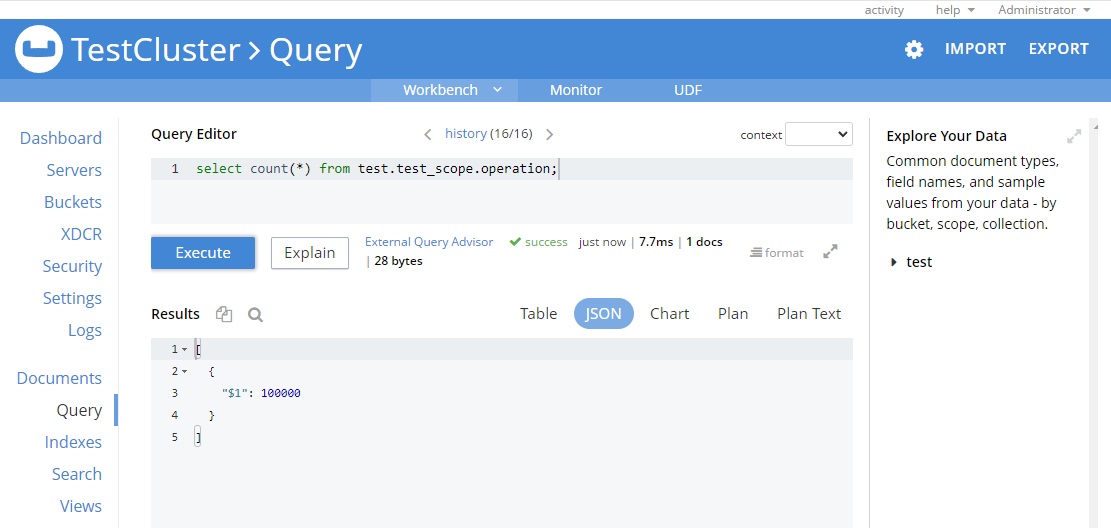 activity help Administrator
TestCluster > Query
IMPORT EXPORT
Workbench Monitor UDF
Dashboard
Servers
Buckets
XDCR
Security
Settings
Logs
Documents
Query
Indexes
Search
Views
Query Editor < history (16/16) > context
1 select count(*) from test.test_scope.operation;
Execute Explain
External Query Advisor success just now | 7.7ms | 1 docs
| 28 bytes
format
Results Table JSON Chart Plan Plan Text
1 [
2 {
3 "$1": 100000
4 }
5 ]
Explore Your Data
Common document types,
field names, and sample
values from your data - by
bucket, scope, collection.
test